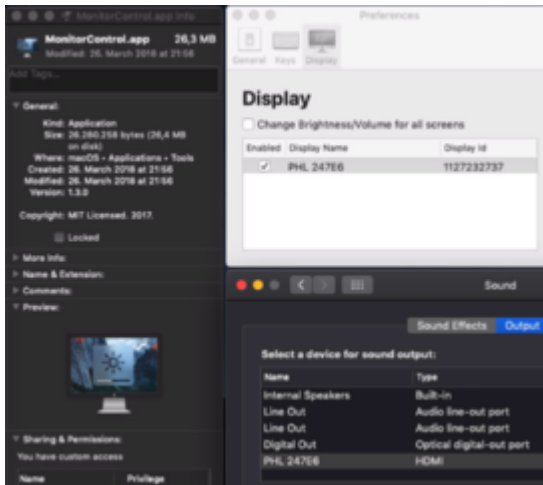 MonitorControl.app Info
MonitorControl.app 26,3 MB
Modified: 26. March 2018 at 21:56
Add Tags...
General:
Kind: Application
Size: 26.260.258 bytes (26,4 MB on disk)
Where: macOS • Applications • Tools
Created: 26. March 2018 at 21:56
Modified: 26. March 2018 at 21:56
Version: 1.3.0
Copyright: MIT Licensed. 2017.
Locked
More Info:
Name & Extension:
Comments:
Preview:
Sharing & Permissions:
You have custom access
Name Privilege
Preferences
General Keys Display
Display
Change Brightness/Volume for all screens
Enabled Display Name Display Id
PHL 247E6 1127232737
Sound
Sound Effects Output
Select a device for sound output:
Name Type
Internal Speakers Built-in
Line Out Audio line-out port
Line Out Audio line-out port
Digital Out Optical digital-out port
PHL 247E6 HDMI